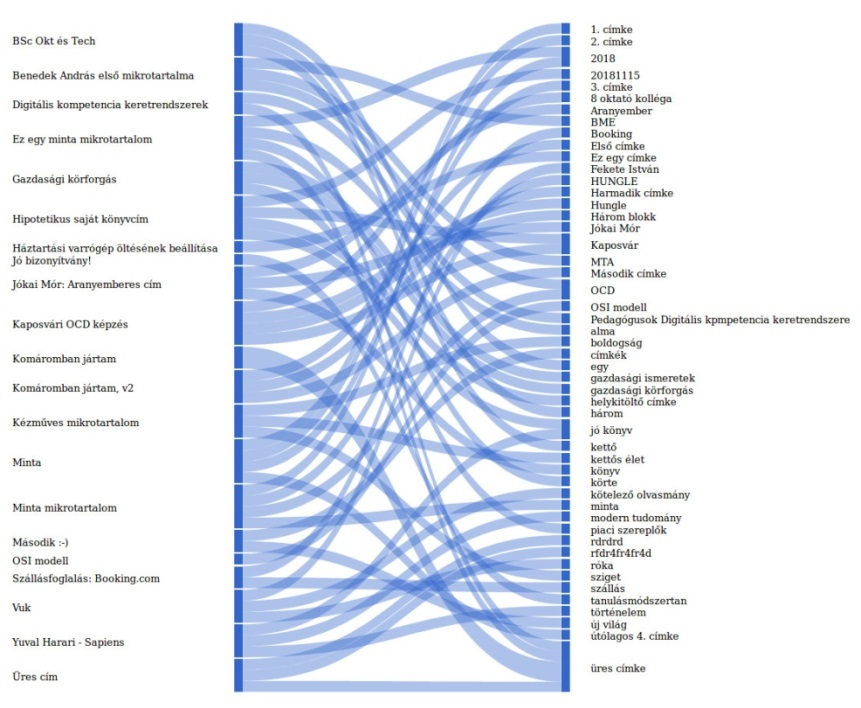 BSc Okt és Tech
Benedek András első mikrotartalma
Digitális kompetencia keretrendszerek
Ez egy minta mikrotartalom
Gazdasági körforgás
Hipotetikus saját könyvcím
Háztartási varrógép öltésének beállítása
Jó bizonyítvány!
Jókai Mór: Aranyemberes cím
Kaposvári OCD képzés
Komáromban jártam
Komáromban jártam, v2
Kézműves mikrotartalom
Minta
Minta mikrotartalom
Második :-)
OSI modell
Szállásfoglalás: Booking.com
Vuk
Yuval Harari - Sapiens
Üres cím
1. címke
2. címke
2018
20181115
3. címke
8 oktató kolléga
Aranyember
BME
Booking
Első címke
Ez egy címke
Fekete István
HUNGLE
Harmadik címke
Hungle
Három blokk
Jókai Mór
Kaposvár
MTA
Második címke
OCD
OSI modell
Pedagógusok Digitális kpmpetencia keretrendszere
alma
boldogság
címkék
egy
gazdasági ismeretek
gazdasági körforgás
helykitöltő címke
három
jó könyv
kettő
kettős élet
könyv
körte
kötelező olvasmány
minta
modern tudomány
piaci szereplők
rdrdrd
rfdr4fr4fr4d
róka
sziget
szállás
tanulásmódszertan
történelem
új világ
útólagos 4. címke
üres címke